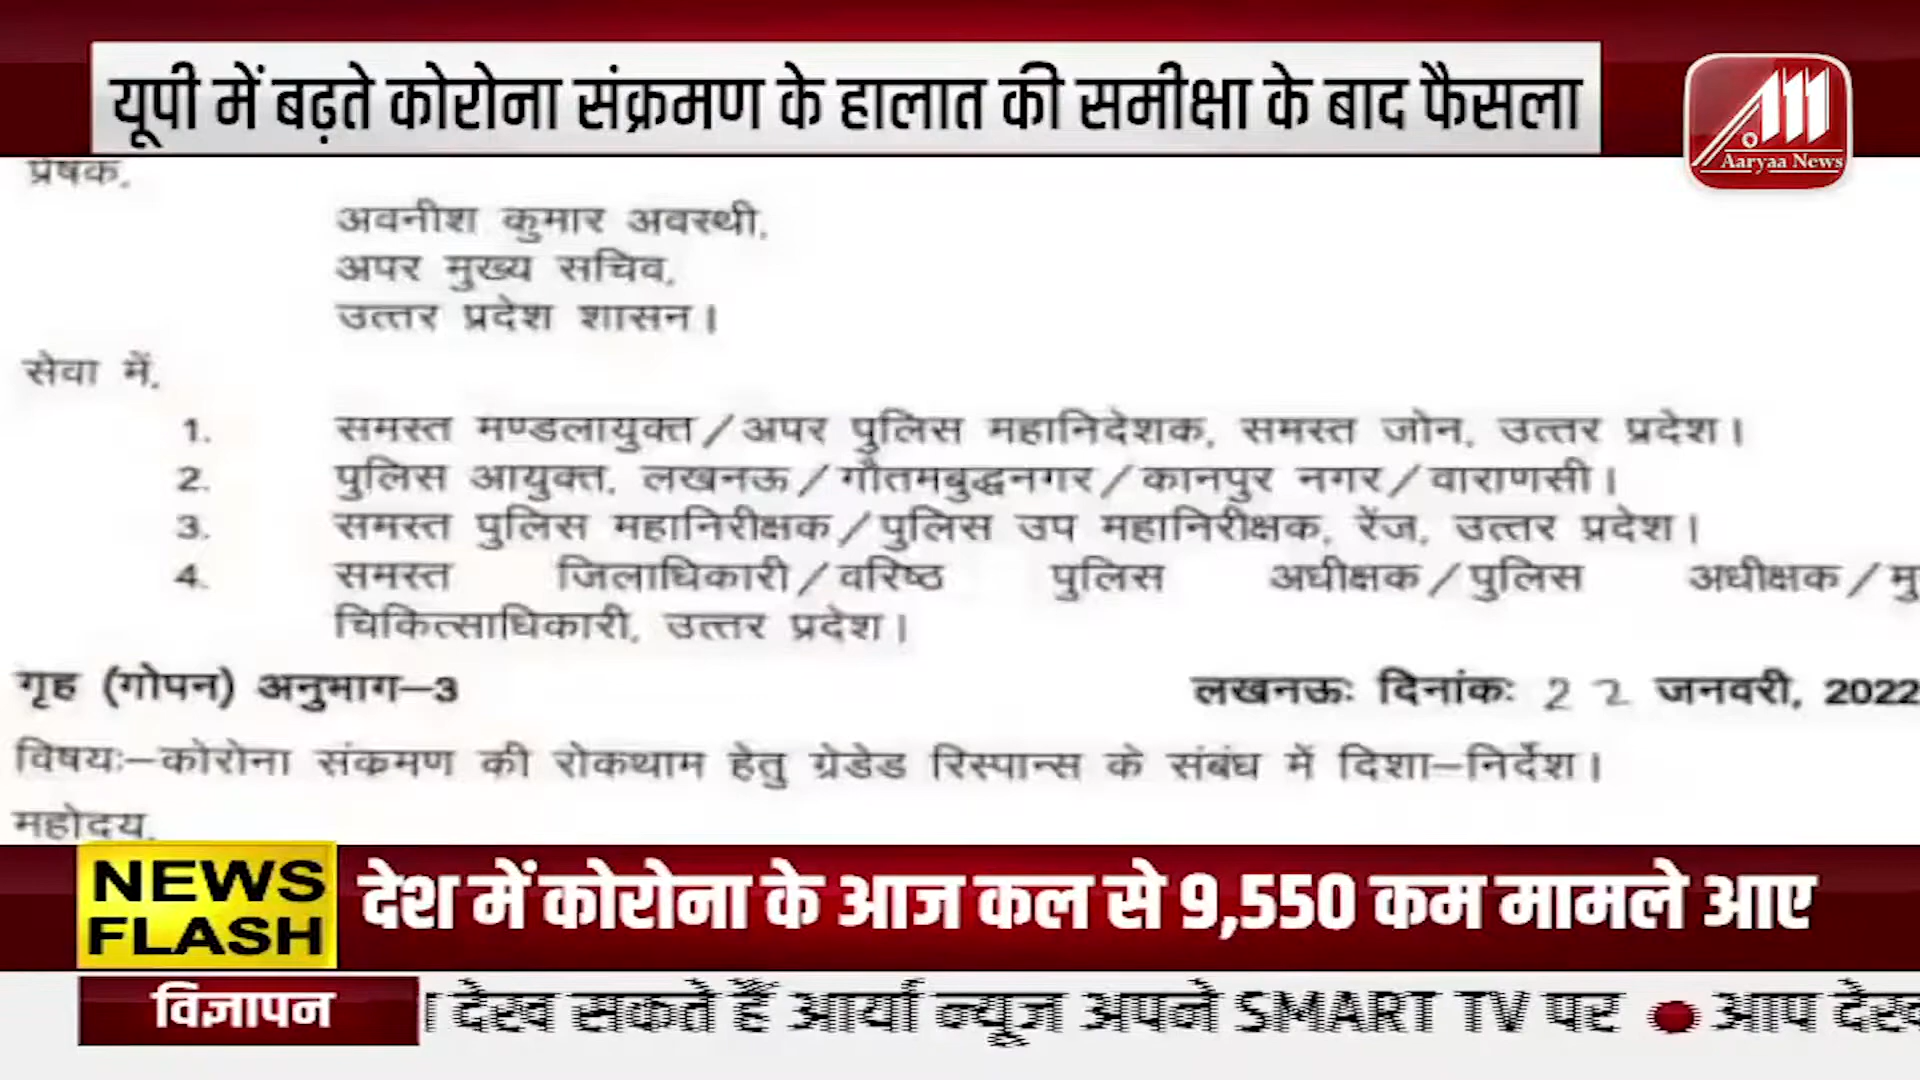 यूपी में बढ़ते कोरोना संक्रमण के हालात की समीक्षा के बाद फैसला
Aaryaa News
प्रेषक,
अवनीश कुमार अवस्थी,
अपर मुख्य सचिव,
उत्तर प्रदेश शासन।
सेवा में,
1. समस्त मण्डलायुक्त/अपर पुलिस महानिदेशक, समस्त जोन, उत्तर प्रदेश।
2. पुलिस आयुक्त, लखनऊ/गौतमबुद्धनगर/कानपुर नगर/वाराणसी।
3. समस्त पुलिस महानिरीक्षक/पुलिस उप महानिरीक्षक, रेंज, उत्तर प्रदेश।
4. समस्त जिलाधिकारी/वरिष्ठ पुलिस अधीक्षक/पुलिस अधीक्षक/मु
चिकित्साधिकारी, उत्तर प्रदेश।
गृह (गोपन) अनुभाग-3 लखनऊः दिनांकः 22 जनवरी, 2022
विषयः-कोरोना संकमण की रोकथाम हेतु ग्रेडेड रिस्पान्स के संबंध में दिशा-निर्देश।
महोदय,
NEWS FLASH
देश में कोरोना के आज कल से 9,550 कम मामले आए
विज्ञापन
। देख सकते हैं आर्या न्यूज अपने SMART TV पर ● आप देख